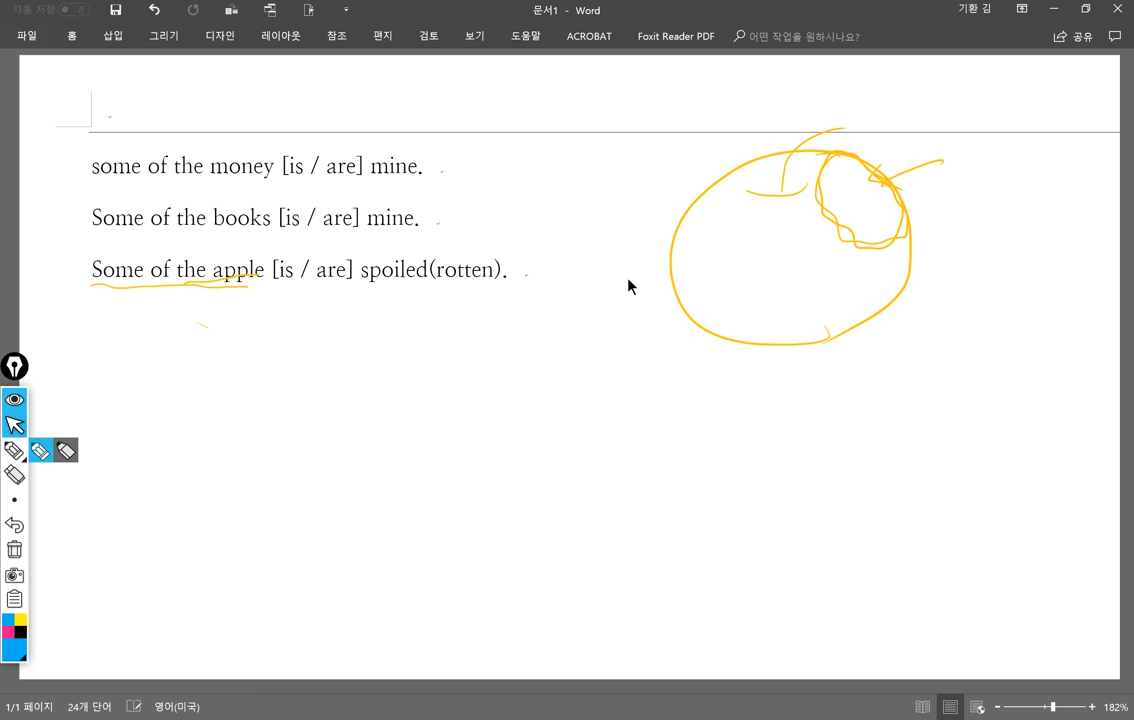 자동 저장
문서1 - Word
기환 김
파일 홈 삽입 그리기 디자인 레이아웃 참조 편지 검토 보기 도움말 ACROBAT Foxit Reader PDF 어떤 작업을 원하시나요? 공유
some of the money [is / are] mine.
Some of the books [is / are] mine.
Some of the apple [is / are] spoiled(rotten).
1/1 페이지 24개 단어 영어(미국) 182%